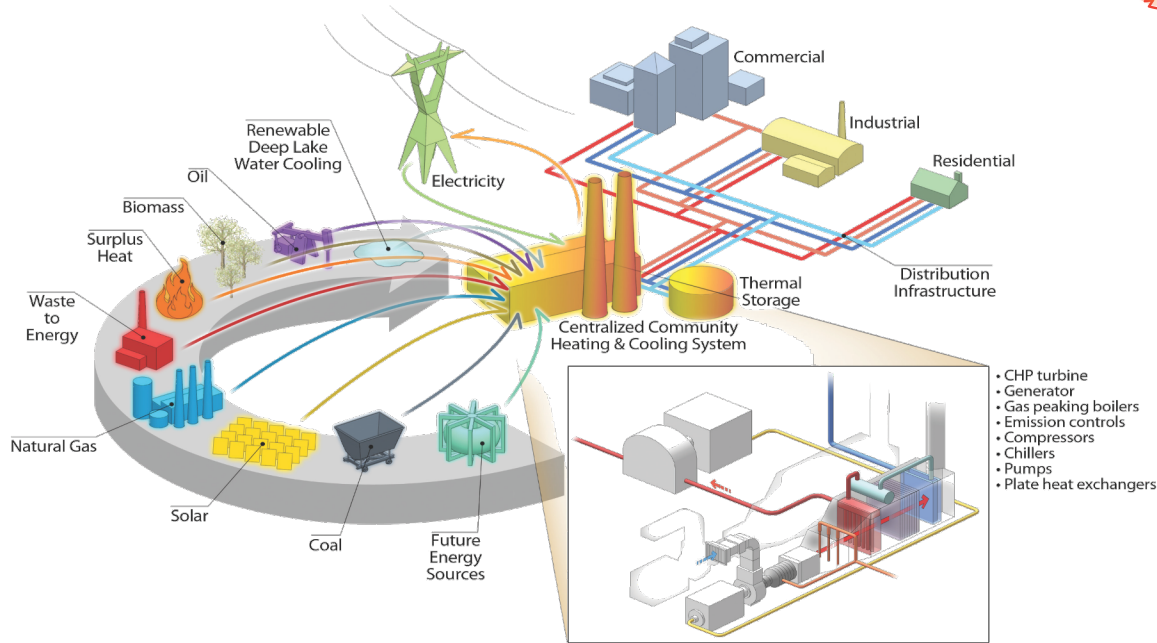 Commercial
Industrial
Residential
Renewable
Deep Lake
Water Cooling
Electricity
Oil
Biomass
Surplus
Heat
Waste
to
Energy
Natural Gas
Solar
Coal
Future
Energy
Sources
Thermal
Storage
Distribution
Infrastructure
Centralized Community
Heating & Cooling System
• CHP turbine
• Generator
• Gas peaking boilers
• Emission controls
• Compressors
• Chillers
• Pumps
• Plate heat exchangers